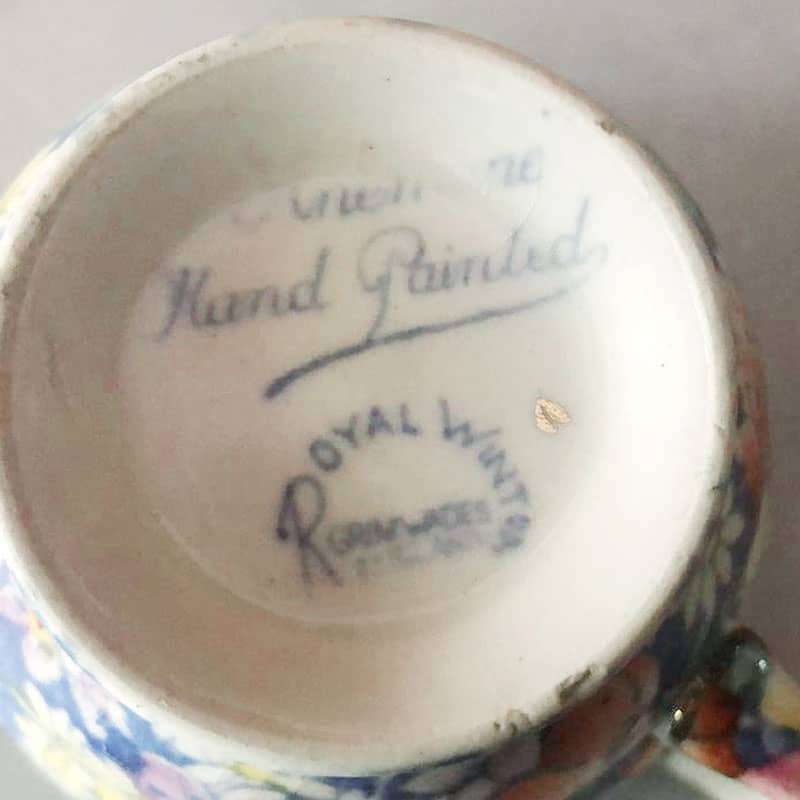 Hand Painted
ROYAL WINTON
GRIMWADES